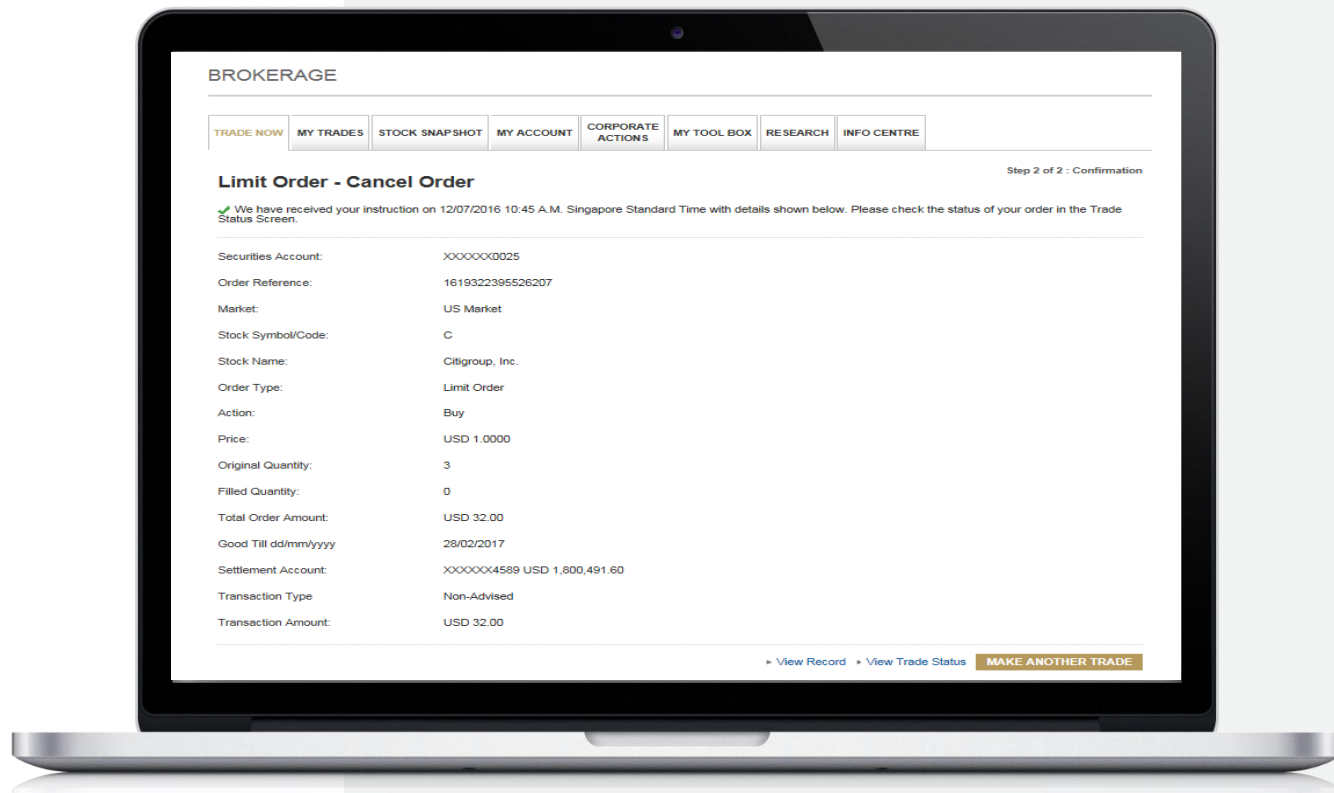 BROKERAGE
TRADE NOW
MY TRADES
STOCK SNAPSHOT
MY ACCOUNT
CORPORATE
ACTIONS
MY TOOL BOX
RESEARCH
INFO CENTRE
Step 2 of 2 : Confirmation
Limit Order - Cancel Order
We have received your instruction on 12/07/2016 10:45 A.M. Singapore Standard Time with details shown below. Please check the status of your order in the Trade
Status Screen.
Securities Account: XXXXXX0025
Order Reference: 1619322395526207
Market: US Market
Stock Symbol/Code: C
Stock Name: Citigroup, Inc.
Order Type: Limit Order
Action: Buy
Price: USD 1.0000
Original Quantity: 3
Filled Quantity: 0
Total Order Amount: USD 32.00
Good Till dd/mm/yyyy 28/02/2017
Settlement Account: XXXXXX4589 USD 1,800,491.60
Transaction Type Non-Advised
Transaction Amount: USD 32.00
View Record View Trade Status MAKE ANOTHER TRADE